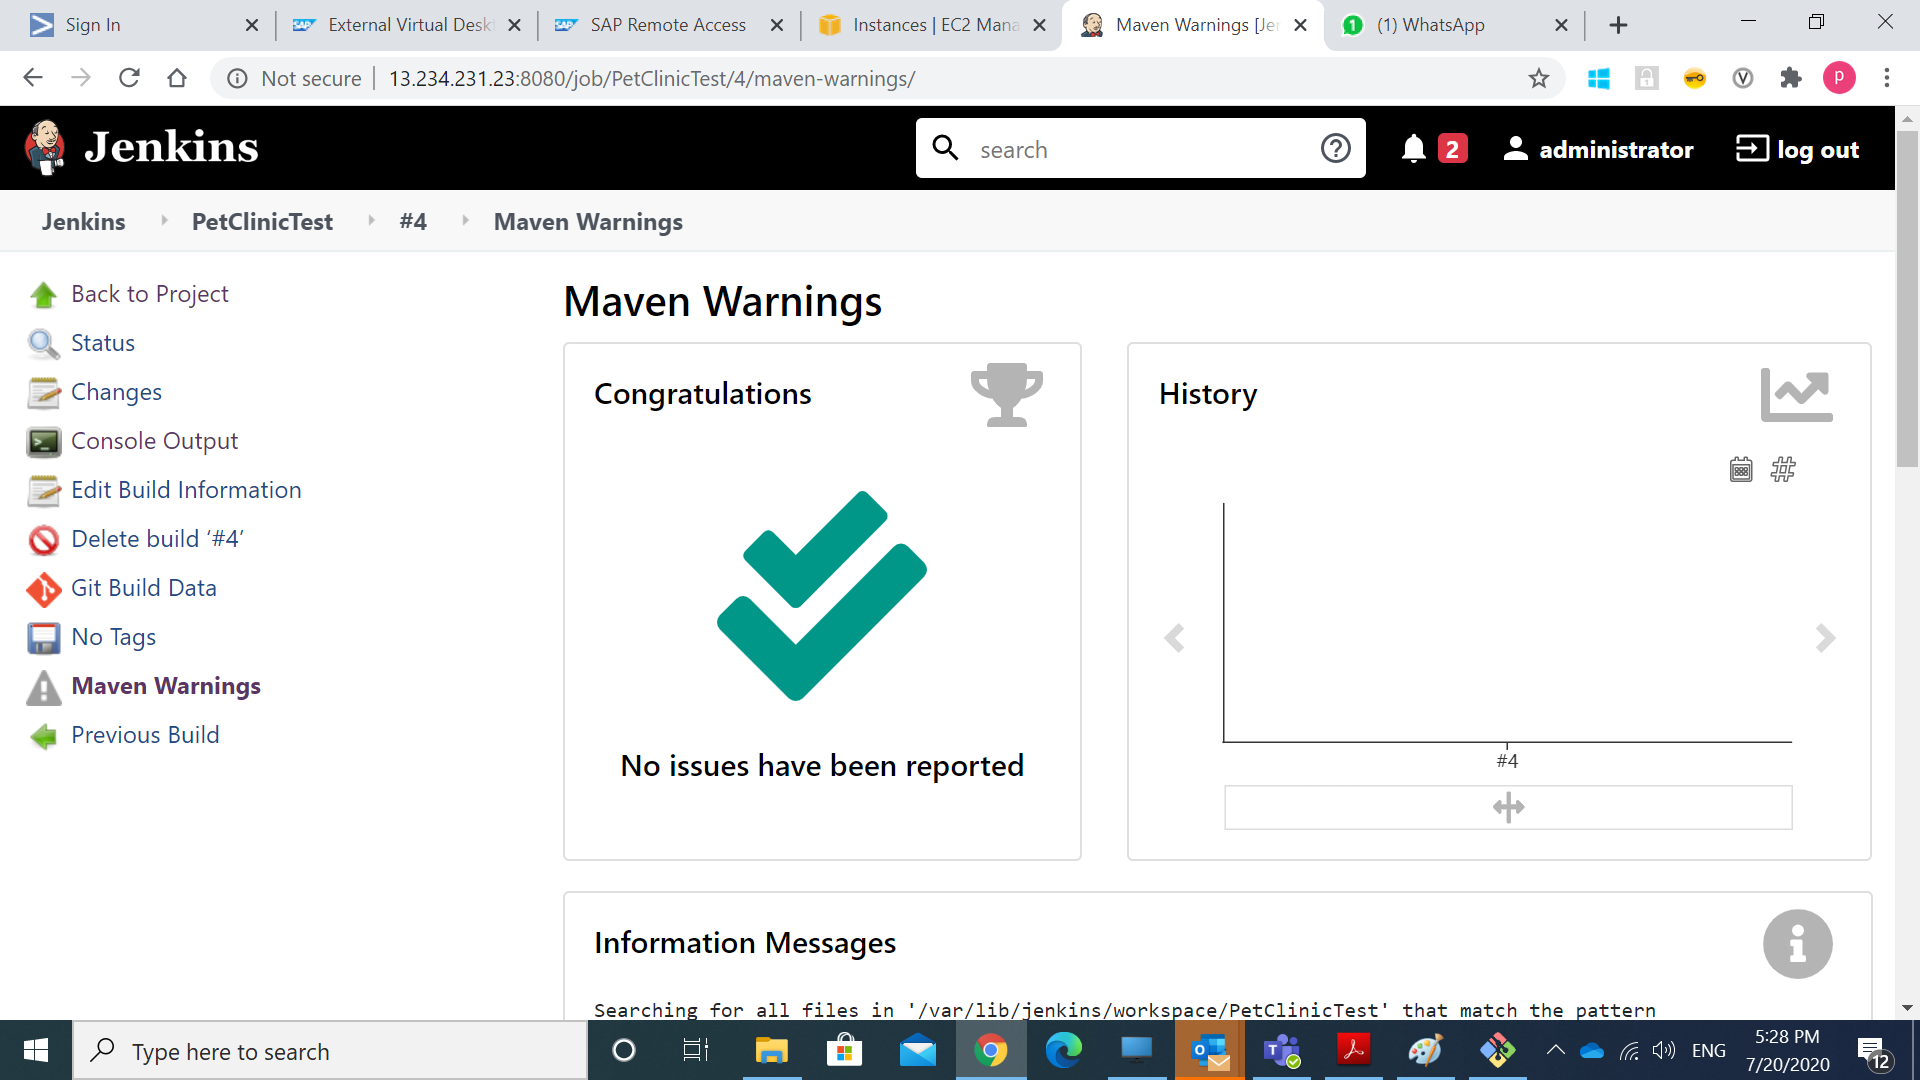 Sign In
External Virtual Deskt
SAP Remote Access
Instances | EC2 Mana
Maven Warnings [Jen
(1) WhatsApp
Not secure
13.234.231.23:8080/job/PetClinicTest/4/maven-warnings/
p
Jenkins
search
2
administrator
log out
Jenkins
PetClinicTest
#4
Maven Warnings
Back to Project
Status
Changes
Console Output
Edit Build Information
Delete build ‘#4’
Git Build Data
No Tags
Maven Warnings
Previous Build
Maven Warnings
Congratulations
No issues have been reported
History
#4
Information Messages
Searching for all files in '/var/lib/jenkins/workspace/PetClinicTest' that match the pattern
Type here to search
ENG
5:28 PM
7/20/2020
12